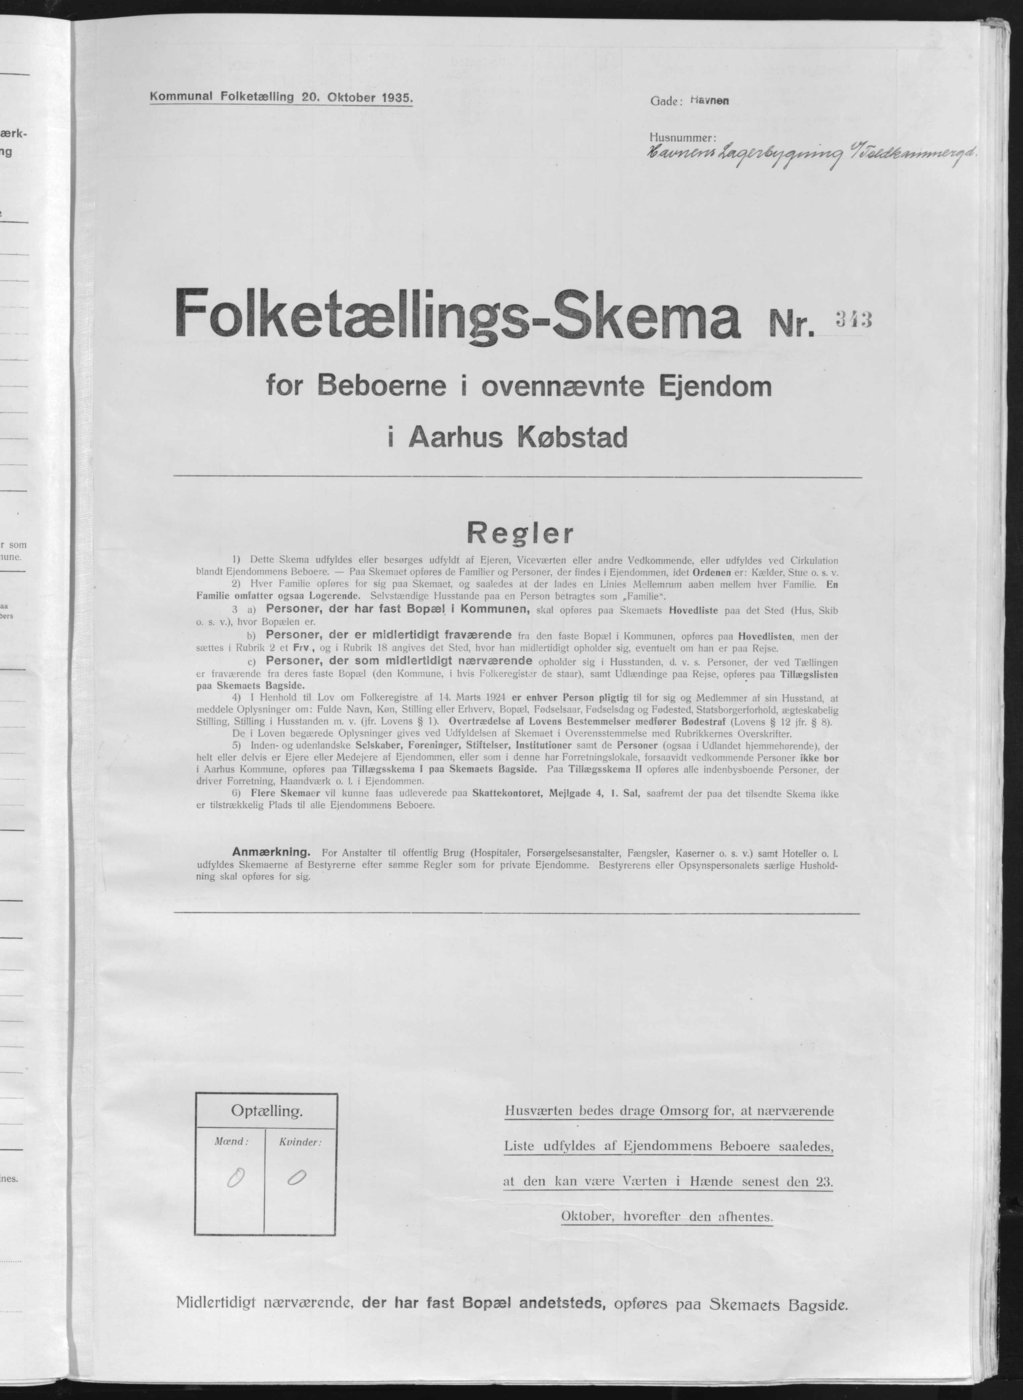 Kommunal Folketælling 20. Oktober 1935.
Gade: Havnen
Husnummer:
Havnens Lagerbygning v/ Toldkammergd.
Folketællings-Skema Nr. 343
for Beboerne i ovennævnte Ejendom
i Aarhus Købstad
Regler
1) Dette Skema udfyldes eller besørges udfyldt af Ejeren, Viceværten eller andre Vedkommende, eller udfyldes ved Cirkulation
blandt Ejendommens Beboere. — Paa Skemaet opføres de Familier og Personer, der findes i Ejendommen, idet Ordenen er: Kælder, Stue o. s. v.
2) Hver Familie opføres for sig paa Skemaet, og saaledes at der lades en Linies Mellemrum aaben mellem hver Familie. En
Familie omfatter ogsaa Logerende. Selvstændige Husstande paa en Person betragtes som „Familie“.
3 a) Personer, der har fast Bopæl i Kommunen, skal opføres paa Skemaets Hovedliste paa det Sted (Hus, Skib
o. s. v.), hvor Bopælen er.
b) Personer, der er midlertidigt fraværende fra den faste Bopæl i Kommunen, opføres paa Hovedlisten, men der
sættes i Rubrik 2 et Frv., og i Rubrik 18 angives det Sted, hvor han midlertidigt opholder sig, eventuelt om han er paa Rejse.
c) Personer, der som midlertidigt nærværende opholder sig i Husstanden, d. v. s. Personer, der ved Tællingen
er fraværende fra deres faste Bopæl (den Kommune, i hvis Folkeregister de staar), samt Udlændinge paa Rejse, opføres paa Tillægslisten
paa Skemaets Bagside.
4) I Henhold til Lov om Folkeregistre af 14. Marts 1924 er enhver Person pligtig til for sig og Medlemmer af sin Husstand, at
meddele Oplysninger om: Fulde Navn, Køn, Stilling eller Erhverv, Bopæl, Fødselsaar, Fødselsdag og Fødested, Statsborgerforhold, ægteskabelig
Stilling, Stilling i Husstanden m. v. (jfr. Lovens § 1). Overtrædelse af Lovens Bestemmelser medfører Bødestraf (Lovens § 12 jfr. § 8).
De i Loven begærede Oplysninger gives ved Udfyldelsen af Skemaet i Overensstemmelse med Rubrikkernes Overskrifter.
5) Inden- og udenlandske Selskaber, Foreninger, Stiftelser, Institutioner samt de Personer (ogsaa i Udlandet hjemmehørende), der
helt eller delvis er Ejere eller Medejere af Ejendommen, eller som i denne har Forretningslokale, forsaavidt vedkommende Personer ikke bor
i Aarhus Kommune, opføres paa Tillægsskema I paa Skemaets Bagside. Paa Tillægsskema II opføres alle indenbysboende Personer, der
driver Forretning, Haandværk o. l. i Ejendommen.
6) Flere Skemaer vil kunne faas udleverede paa Skattekontoret, Mejlgade 4, 1. Sal, saafremt der paa det tilsendte Skema ikke
er tilstrækkelig Plads til alle Ejendommens Beboere.
Anmærkning. For Anstalter til offentlig Brug (Hospitaler, Forsørgelsesanstalter, Fængsler, Kaserner o. s. v.) samt Hoteller o. l.
udfyldes Skemaerne af Bestyrerne efter samme Regler som for private Ejendomme. Bestyrerens eller Opsynspersonalets særlige Hushold-
ning skal opføres for sig.
Optælling.
Mænd: Kvinder:
0 0
Husværten bedes drage Omsorg for, at nærværende
Liste udfyldes af Ejendommens Beboere saaledes,
at den kan være Værten i Hænde senest den 23.
Oktober, hvorefter den afhentes.
Midlertidigt nærværende, der har fast Bopæl andetsteds, opføres paa Skemaets Bagside.